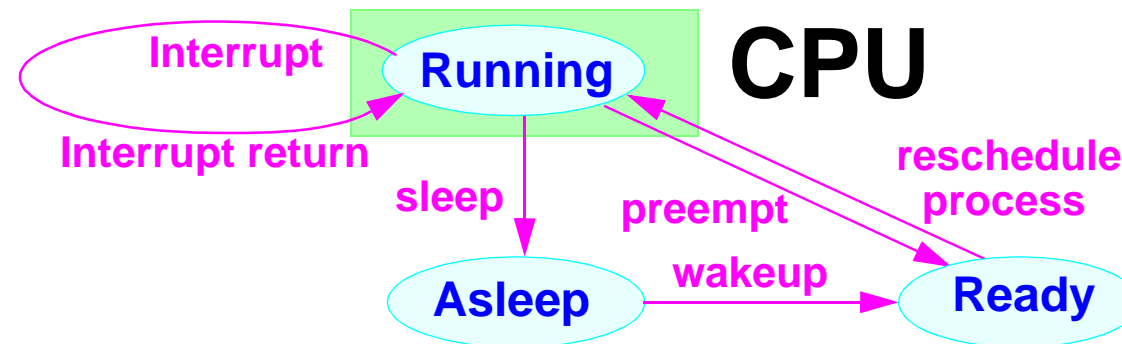 Interrupt
Running
CPU
Interrupt return
reschedule
process
sleep
preempt
wakeup
Asleep
Ready